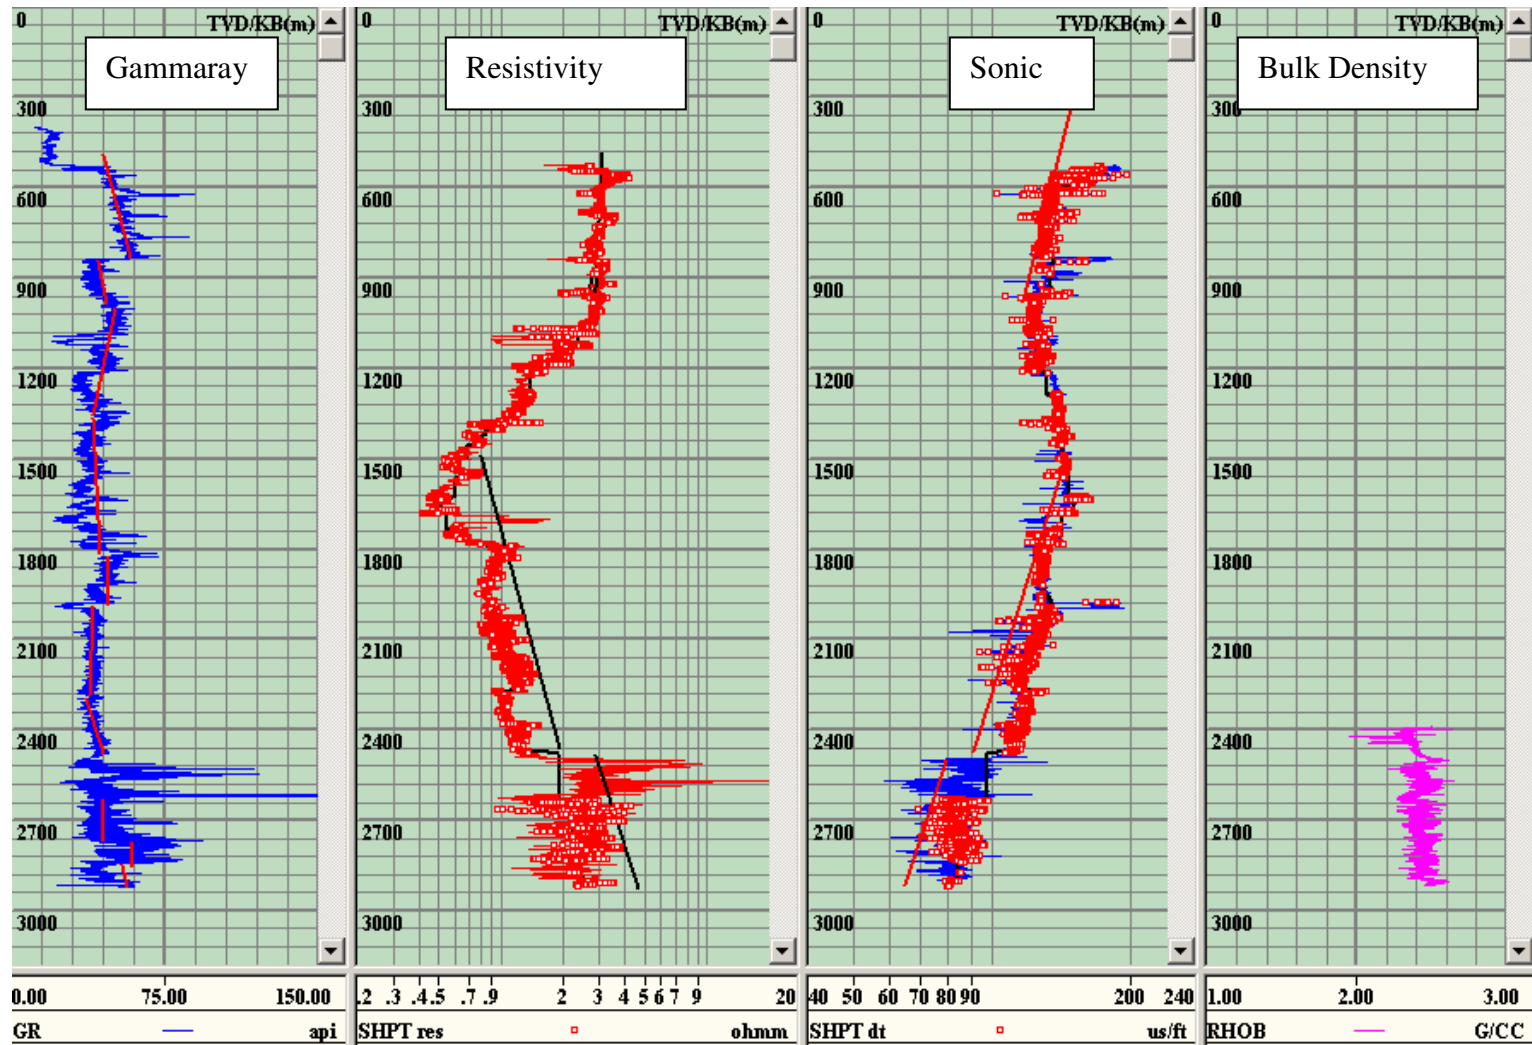 0 TVD/KB(m) 0 TVD/KB(m) 0 TVD/KB(m) 0 TVD/KB(m)
Gammaray Resistivity Sonic Bulk Density
300 300 300 300
600 600 600 600
900 900 900 900
1200 1200 1200 1200
1500 1500 1500 1500
1800 1800 1800 1800
2100 2100 2100 2100
2400 2400 2400 2400
2700 2700 2700 2700
3000 3000 3000 3000
0.00 75.00 150.00 .2 .3 .4.5 .7 .9 2 3 4 5 6 7 9 20 40 50 60 70 80 90 200 240 1.00 2.00 3.00
GR api SHPT res ohmm SHPT dt us/ft RHOB G/CC